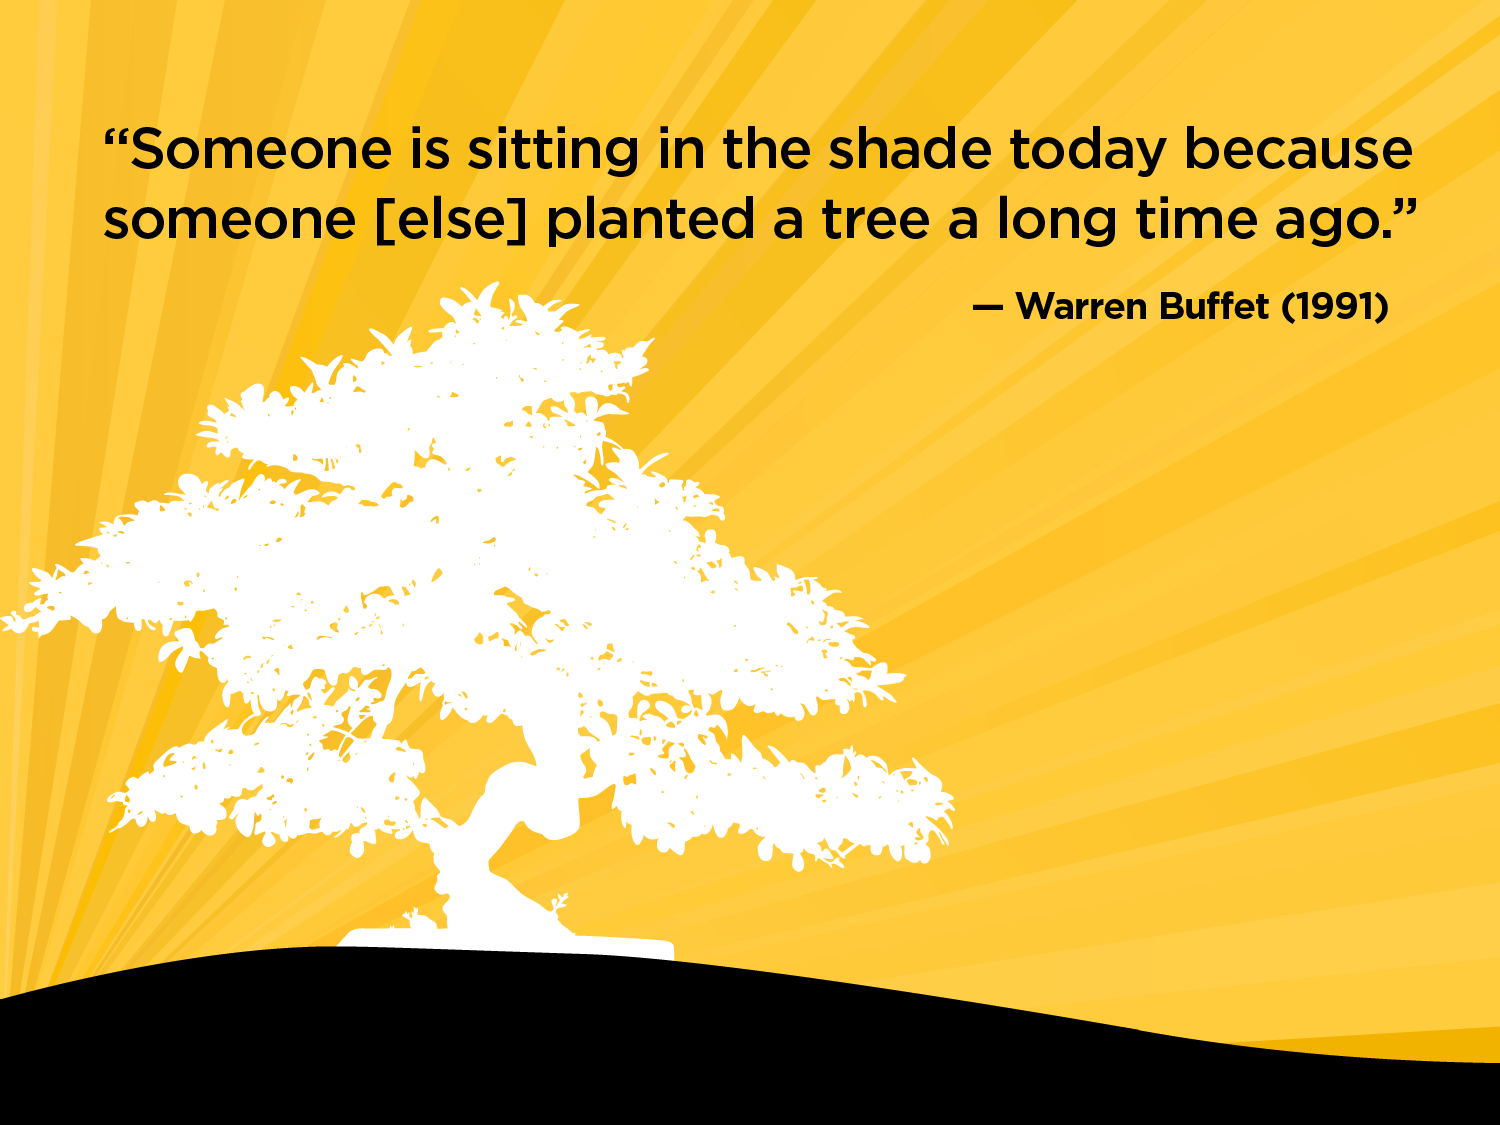 “Someone is sitting in the shade today because
someone [else] planted a tree a long time ago.”
— Warren Buffet (1991)